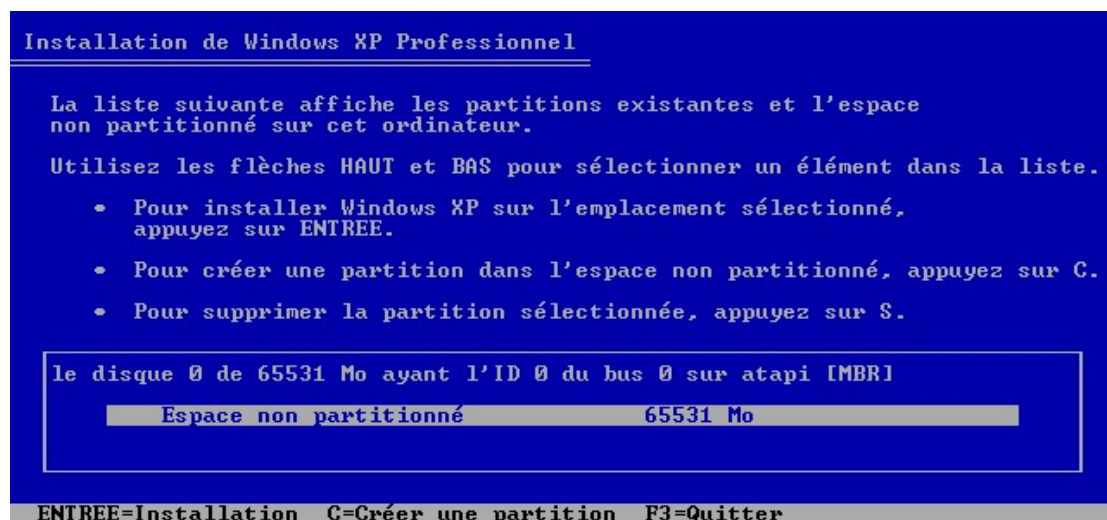 Installation de Windows XP Professionnel
La liste suivante affiche les partitions existantes et l'espace
non partitionné sur cet ordinateur.
Utilisez les flèches HAUT et BAS pour sélectionner un élément dans la liste.
• Pour installer Windows XP sur l'emplacement sélectionné,
appuyez sur ENTREE.
• Pour créer une partition dans l'espace non partitionné, appuyez sur C.
• Pour supprimer la partition sélectionnée, appuyez sur S.
le disque 0 de 65531 Mo ayant l'ID 0 du bus 0 sur atapi [MBR]
Espace non partitionné 65531 Mo
ENTREE=Installation C=Créer une partition F3=Quitter